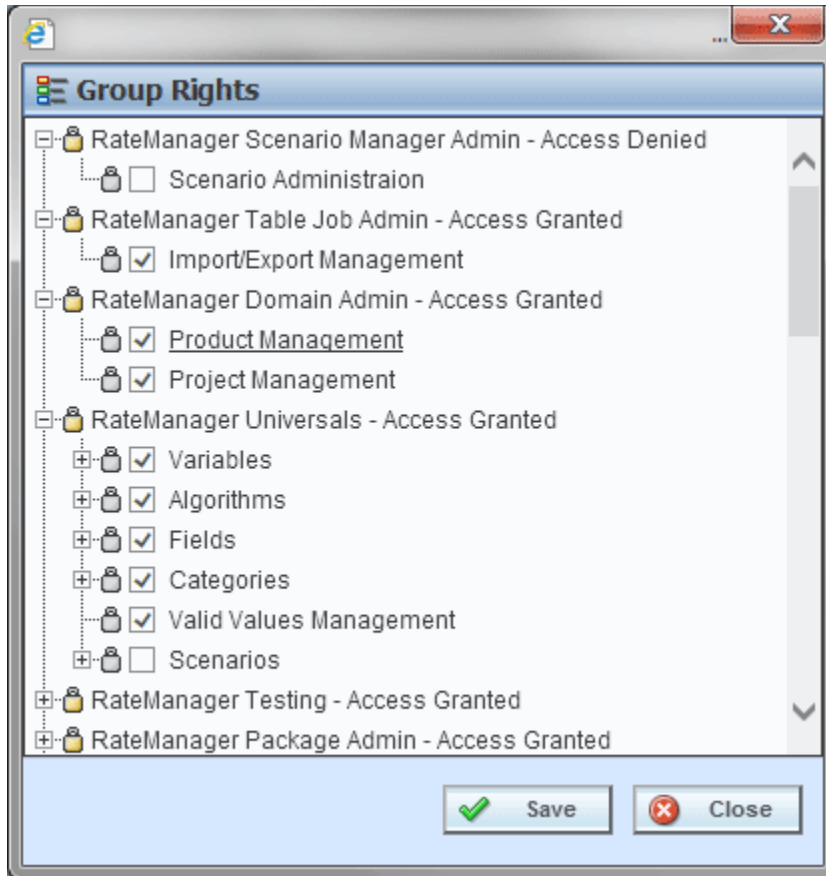 ...
Group Rights
RateManager Scenario Manager Admin - Access Denied
Scenario Administraion
RateManager Table Job Admin - Access Granted
Import/Export Management
RateManager Domain Admin - Access Granted
Product Management
Project Management
RateManager Universals - Access Granted
Variables
Algorithms
Fields
Categories
Valid Values Management
Scenarios
RateManager Testing - Access Granted
RateManager Package Admin - Access Granted
Save Close